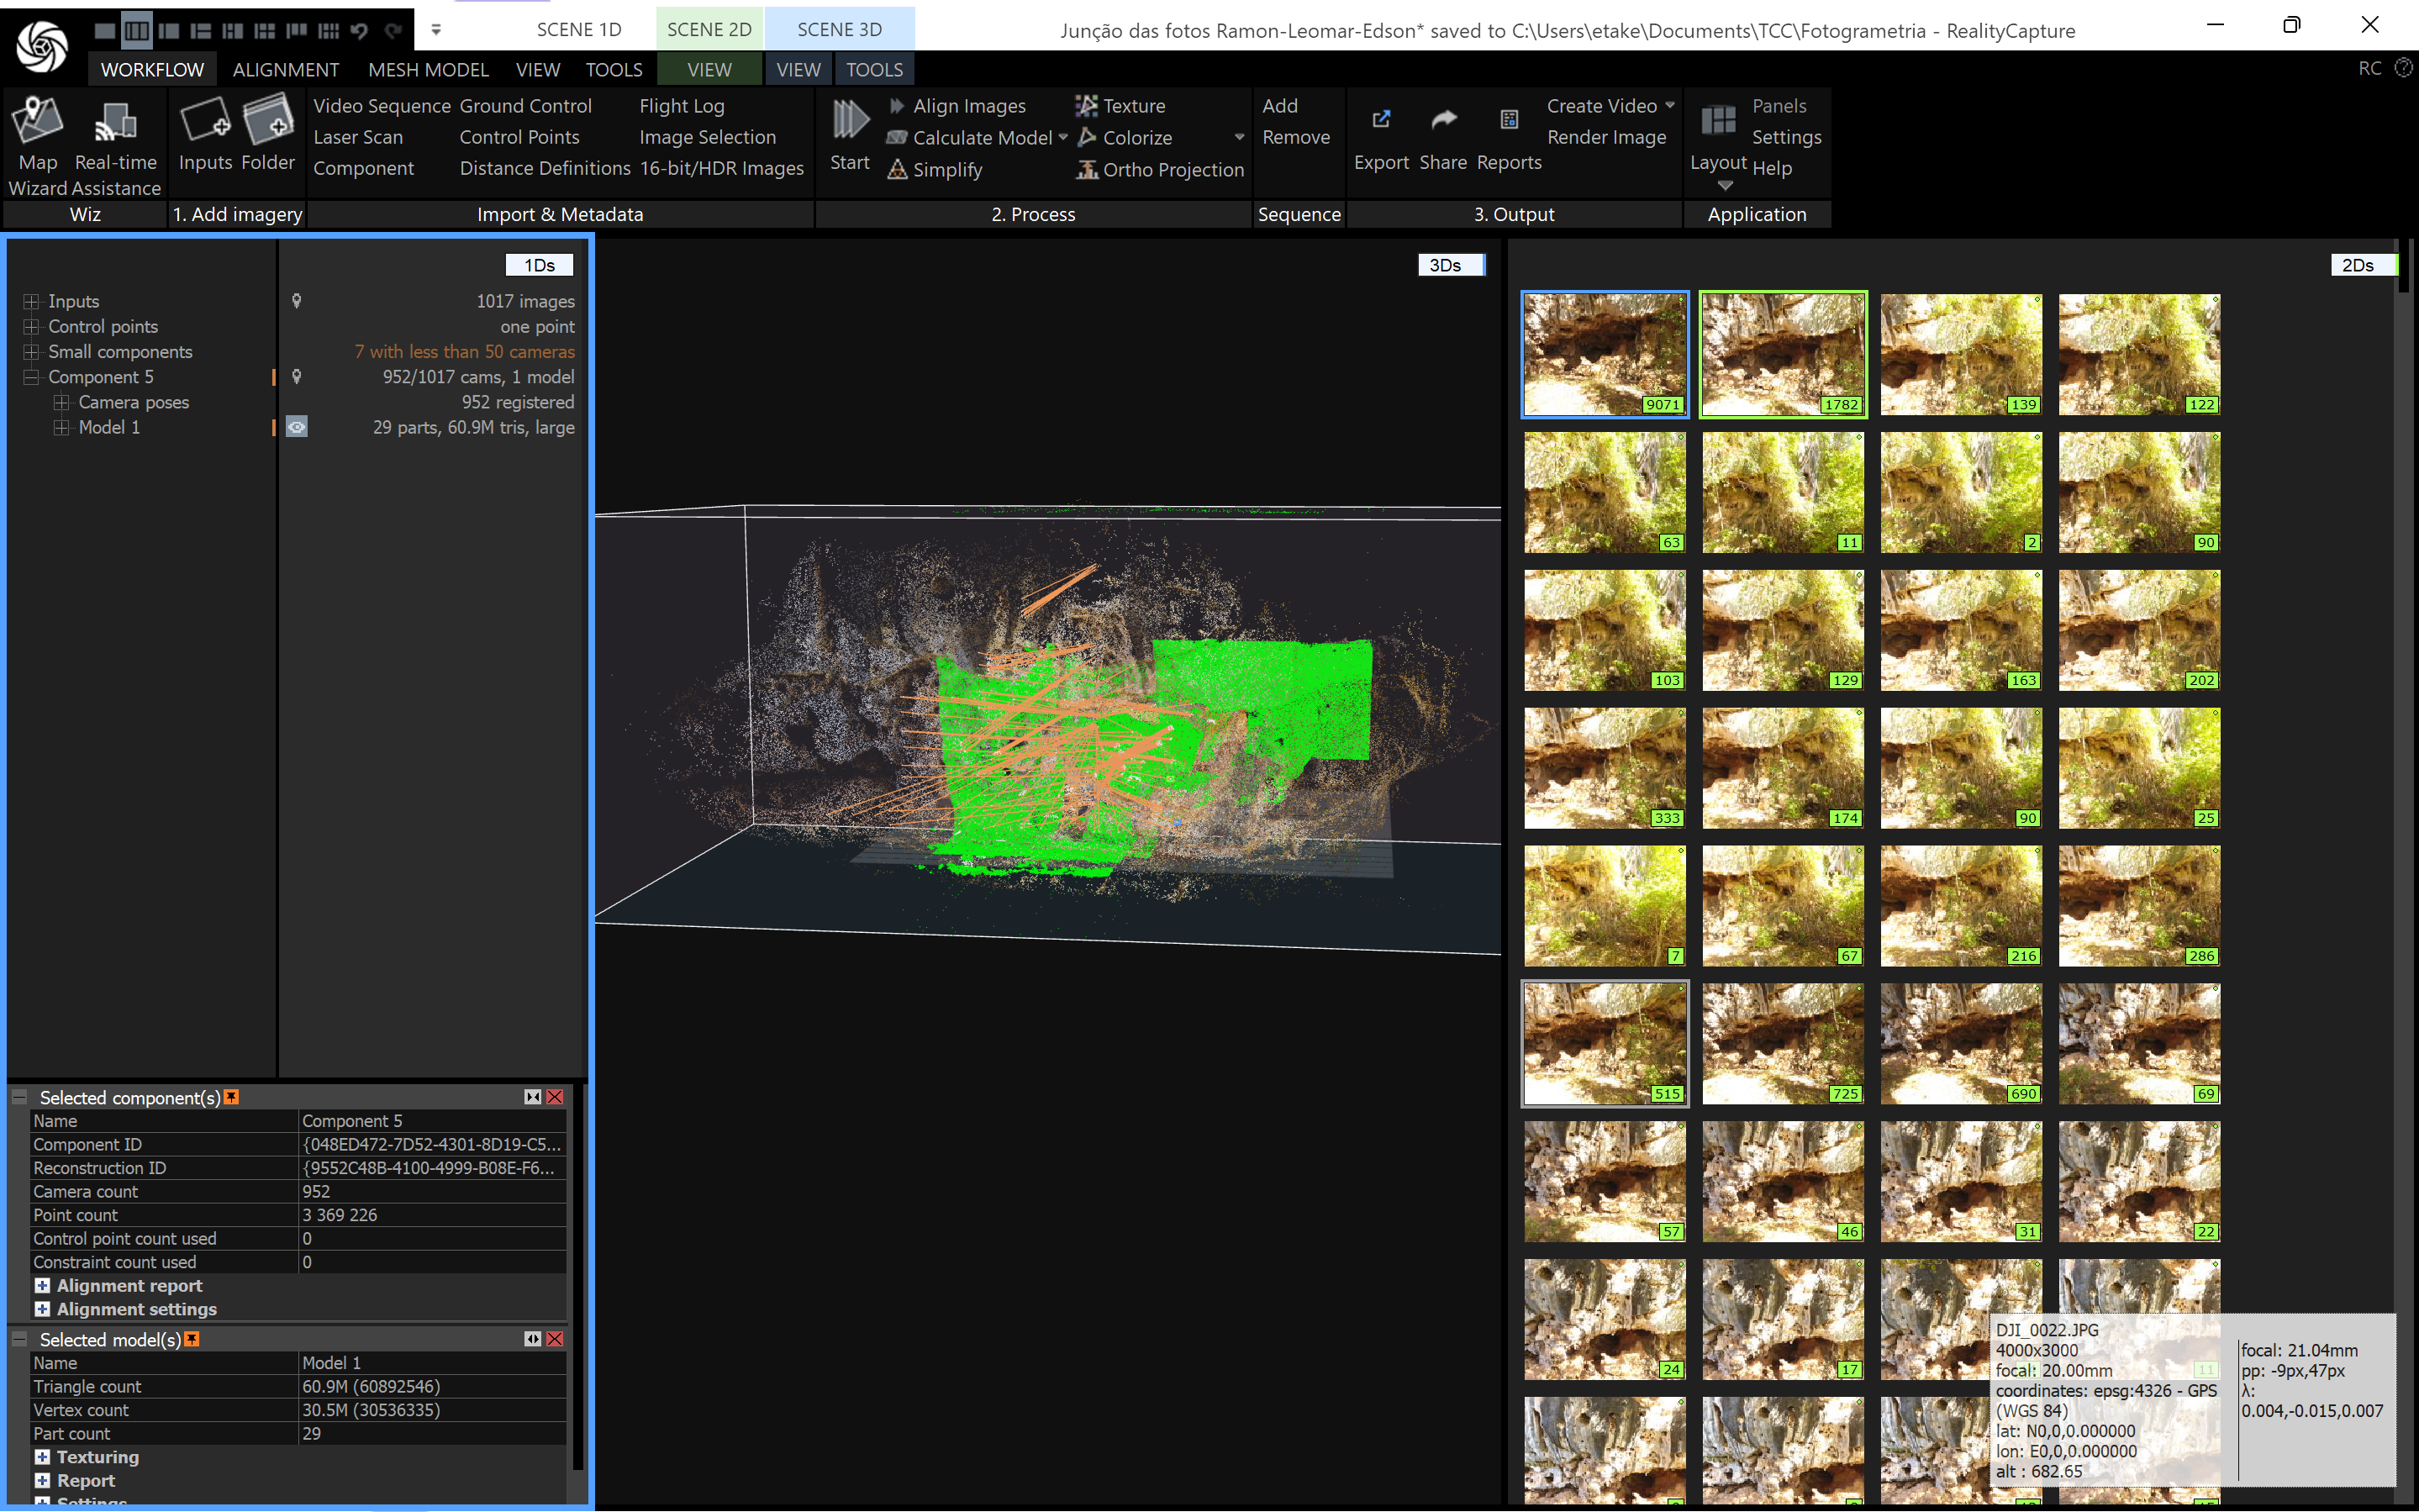 SCENE 1D
SCENE 2D
SCENE 3D
Junção das fotos Ramon-Leomar-Edson* saved to C:\Users\etake\Documents\TCC\Fotogrametria - RealityCapture
WORKFLOW
ALIGNMENT
MESH MODEL
VIEW
TOOLS
VIEW
VIEW
TOOLS
RC
Map Wizard
Real-time Assistance
Wiz
Inputs
Folder
1. Add imagery
Video Sequence
Laser Scan
Component
Ground Control
Control Points
Distance Definitions
Flight Log
Image Selection
16-bit/HDR Images
Import & Metadata
Start
Align Images
Calculate Model
Simplify
Texture
Colorize
Ortho Projection
2. Process
Add
Remove
Sequence
Export
Share
Reports
Create Video
Render Image
3. Output
Layout
Panels
Settings
Help
Application
1Ds
Inputs 1017 images
Control points one point
Small components 7 with less than 50 cameras
Component 5 952/1017 cams, 1 model
Camera poses 952 registered
Model 1 29 parts, 60.9M tris, large
Selected component(s)
Name Component 5
Component ID {048ED472-7D52-4301-8D19-C5...
Reconstruction ID {9552C48B-4100-4999-B08E-F6...
Camera count 952
Point count 3 369 226
Control point count used 0
Constraint count used 0
Alignment report
Alignment settings
Selected model(s)
Name Model 1
Triangle count 60.9M (60892546)
Vertex count 30.5M (30536335)
Part count 29
Texturing
Report
Settings
3Ds
2Ds
9071 1782 139 122
63 11 2 90
103 129 163 202
333 174 90 25
7 67 216 286
515 725 690 69
57 46 31 22
24 17 11
DJI_0022.JPG
4000x3000
focal: 20.00mm
coordinates: epsg:4326 - GPS
(WGS 84)
lat: N0,0,0.000000
lon: E0,0,0.000000
alt : 682.65
focal: 21.04mm
pp: -9px,47px
λ:
0.004,-0.015,0.007